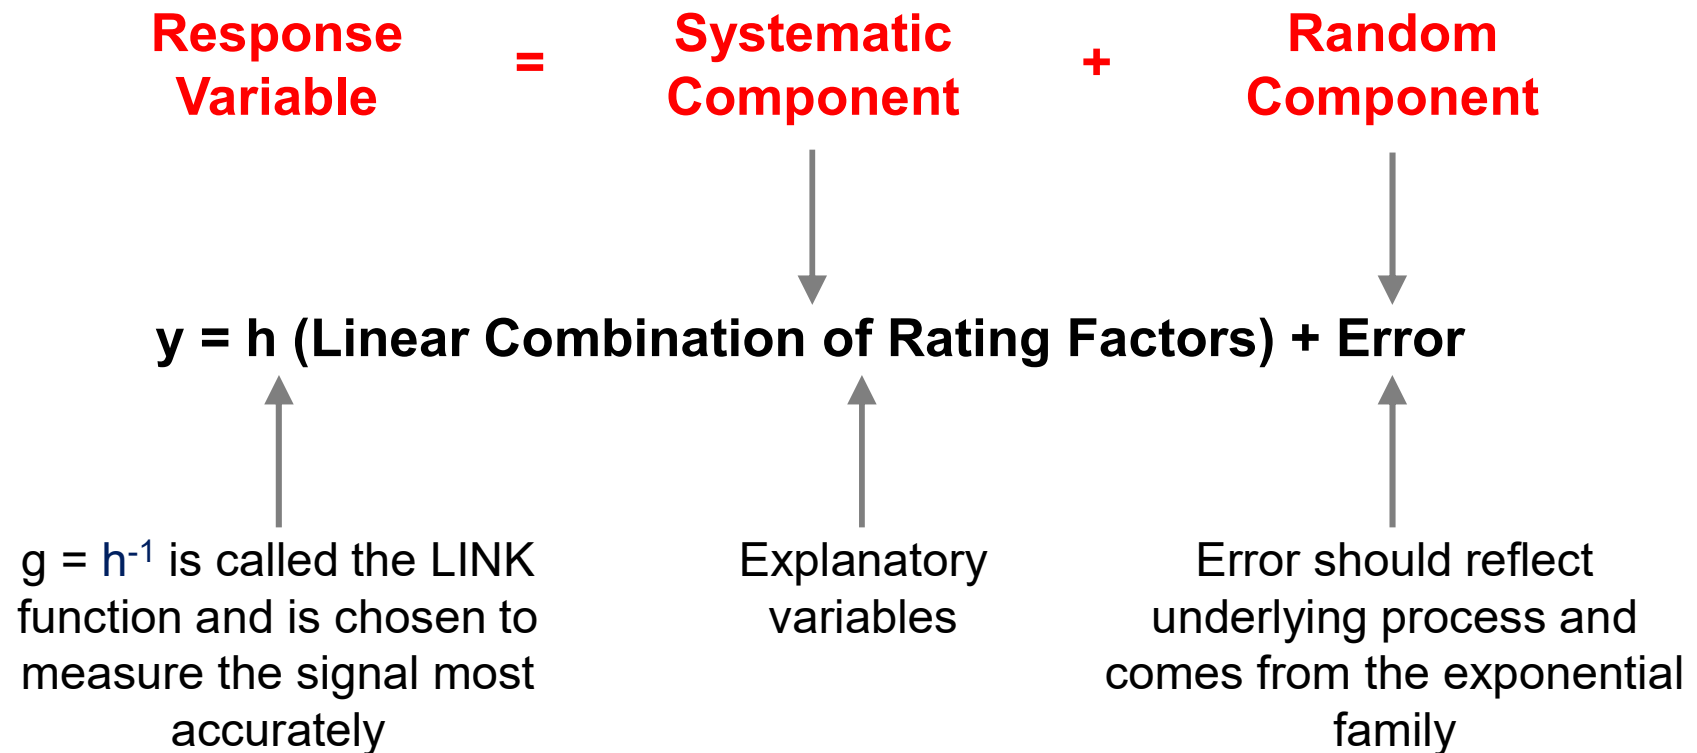 Response
Variable
=
Systematic
Component
+
Random
Component
y = h (Linear Combination of Rating Factors) + Error
g = h⁻¹ is called the LINK
function and is chosen to
measure the signal most
accurately
Explanatory
variables
Error should reflect
underlying process and
comes from the exponential
family